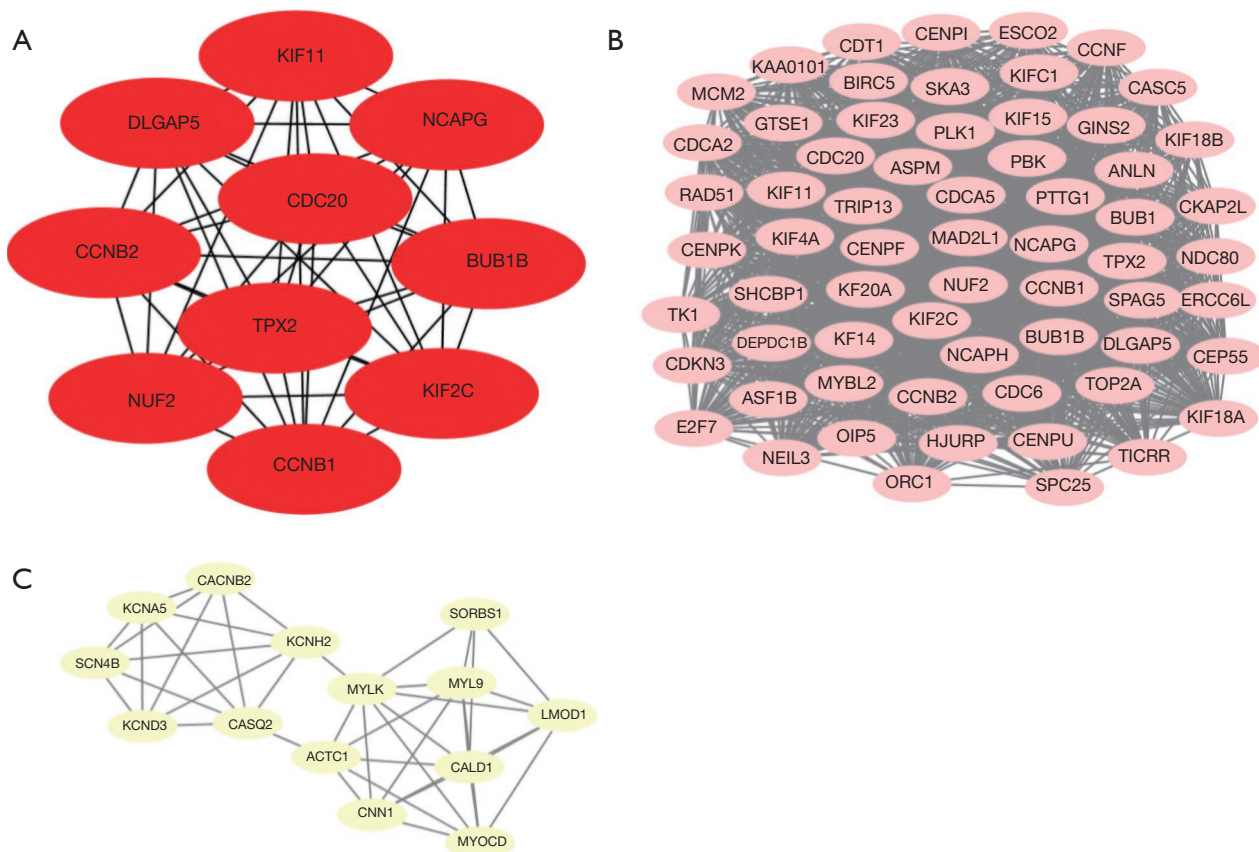 A
KIF11
DLGAP5
NCAPG
CDC20
CCNB2
BUB1B
TPX2
NUF2
KIF2C
CCNB1
B
CENPI
ESCO2
CDT1
CCNF
KAA0101
BIRC5
SKA3
KIFC1
MCM2
CASC5
GTSE1
KIF23
PLK1
KIF15
GINS2
CDCA2
KIF18B
CDC20
ASPM
PBK
ANLN
RAD51
KIF11
TRIP13
CDCA5
PTTG1
BUB1
CKAP2L
CENPK
KIF4A
CENPF
MAD2L1
NCAPG
TPX2
NDC80
SHCBP1
KF20A
NUF2
CCNB1
SPAG5
ERCC6L
TK1
KIF2C
DEPDC1B
KF14
NCAPH
BUB1B
DLGAP5
CEP55
CDKN3
ASF1B
MYBL2
CCNB2
CDC6
TOP2A
KIF18A
E2F7
NEIL3
OIP5
HJURP
CENPU
TICRR
ORC1
SPC25
C
CACNB2
KCNA5
SORBS1
KCNH2
SCN4B
MYLK
MYL9
LMOD1
KCND3
CASQ2
ACTC1
CALD1
CNN1
MYOCD